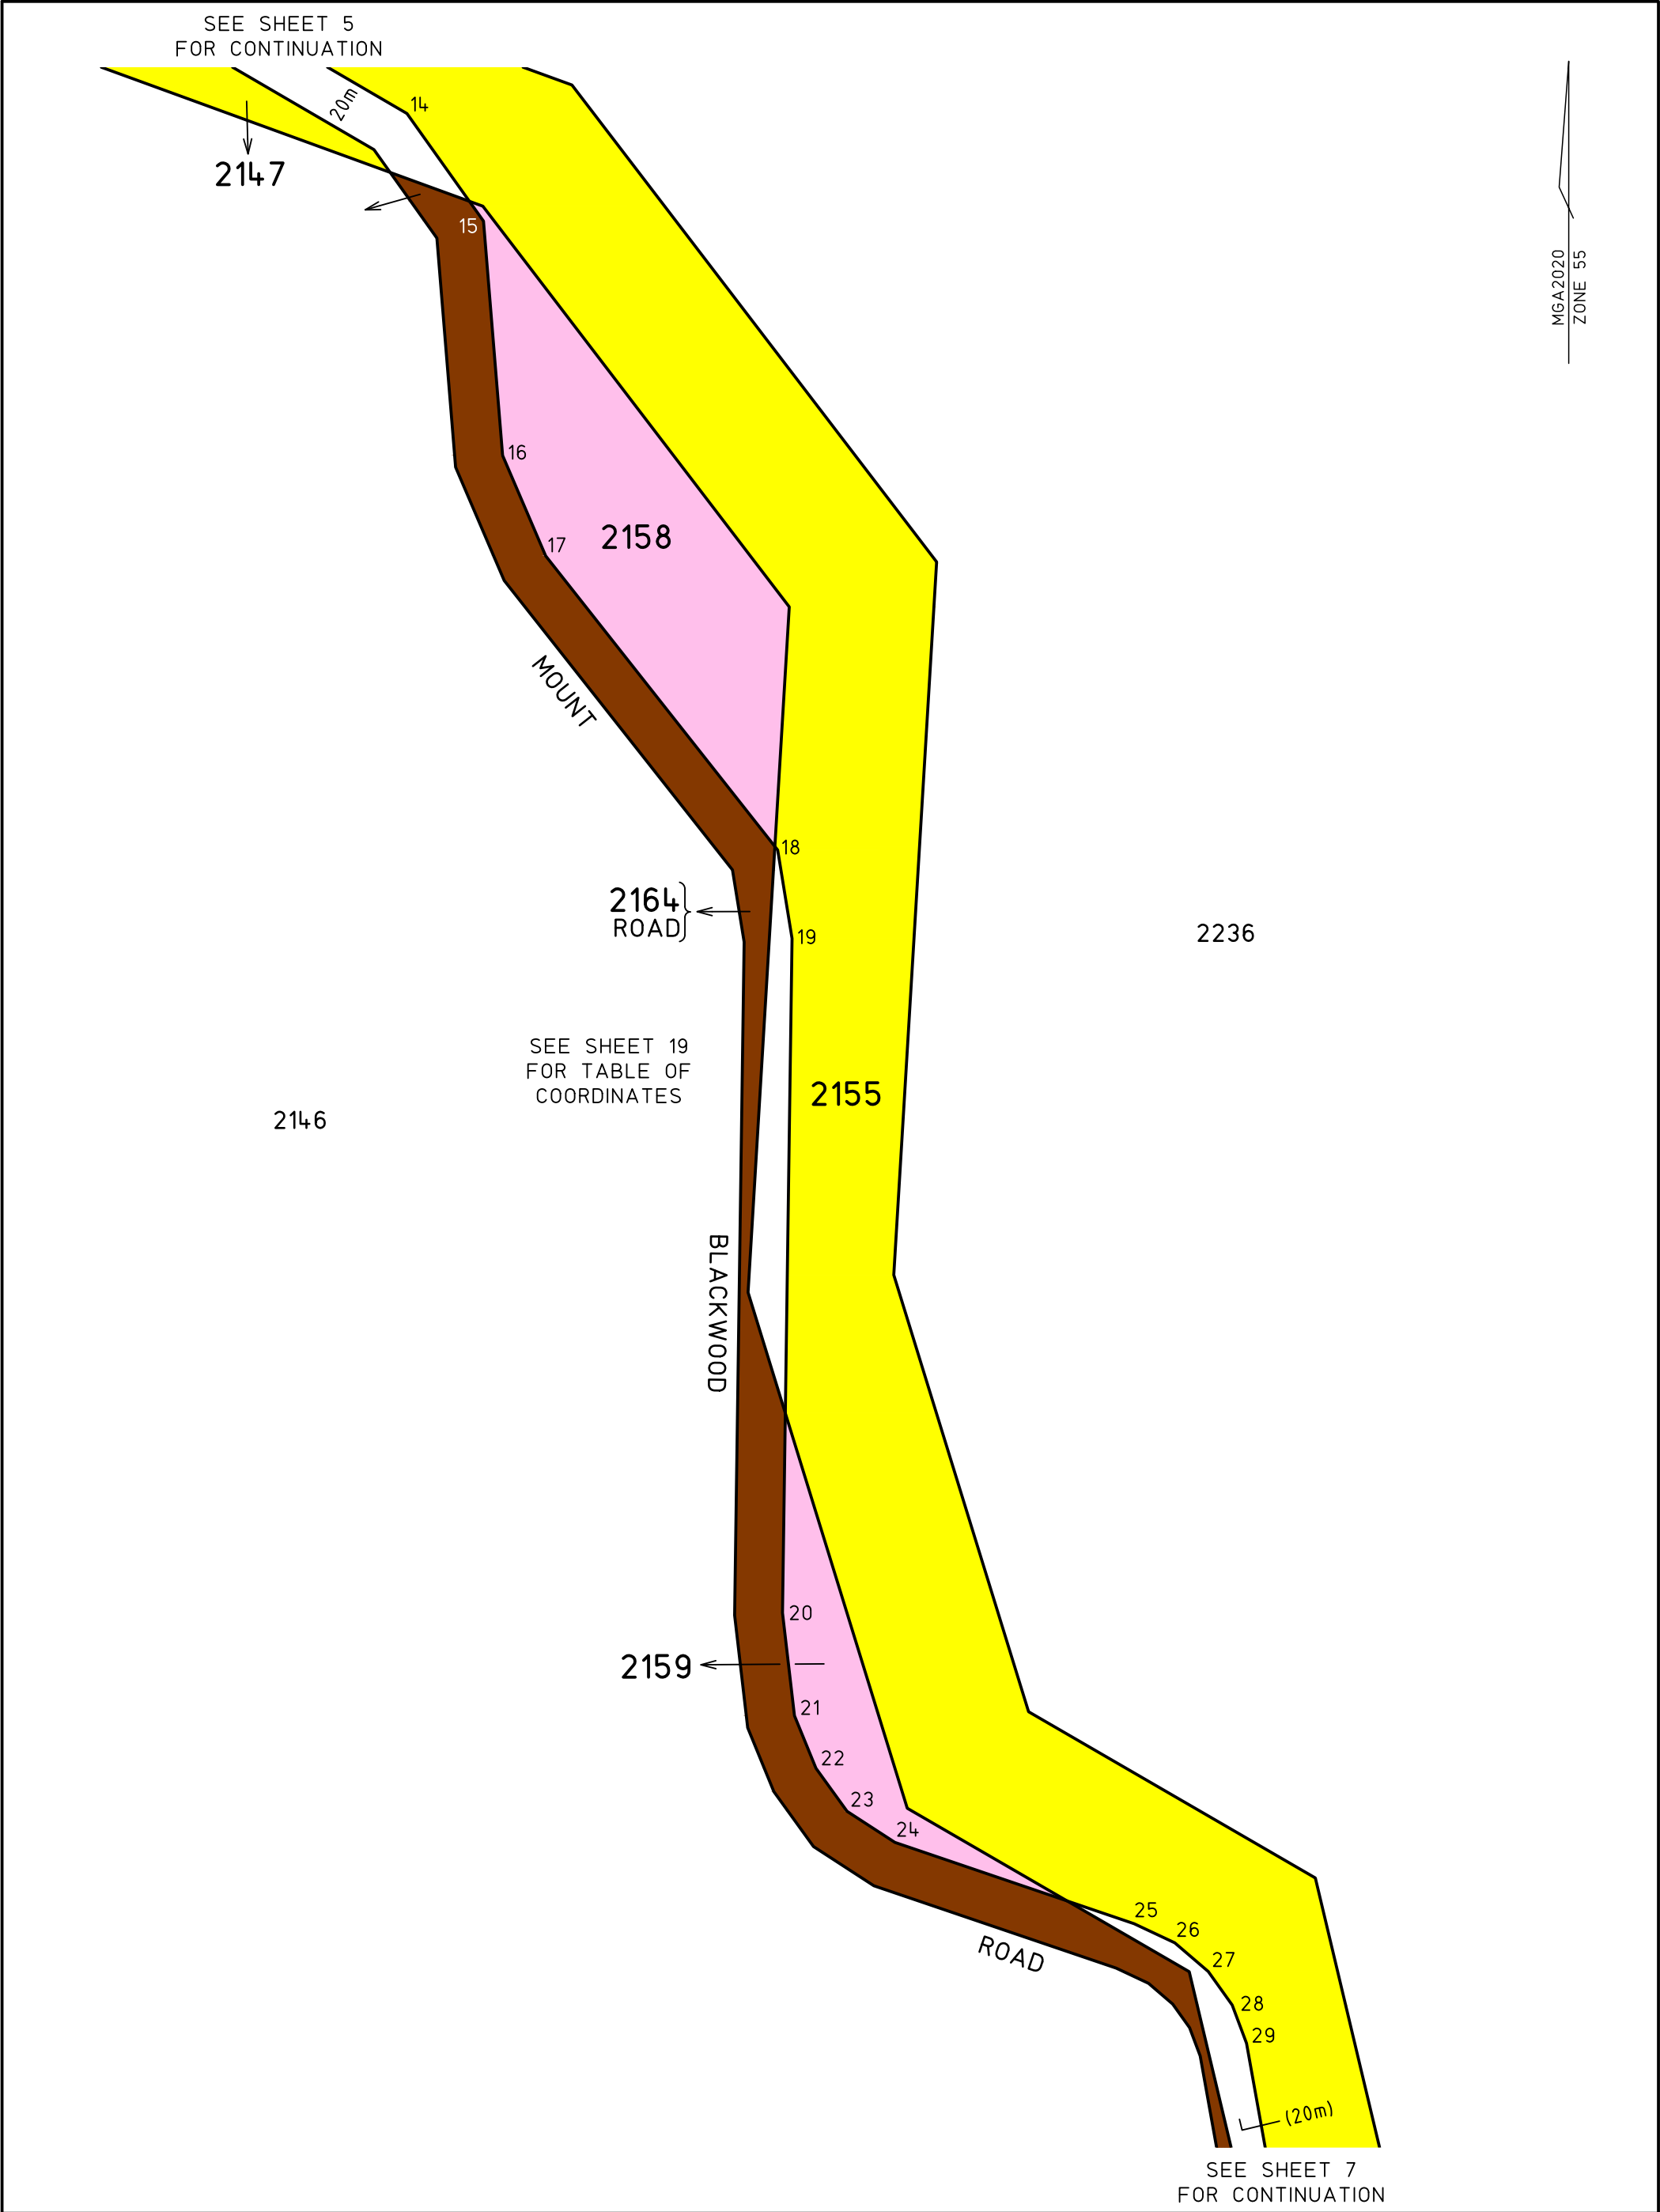 SEE SHEET 5
FOR CONTINUATION
20m
14
2147
15
MGA2020
ZONE 55
16
2158
17
MOUNT
18
2164
ROAD
19
2236
SEE SHEET 19
FOR TABLE OF
COORDINATES
2155
2146
BLACKWOOD
20
2159
21
22
23
24
25
26
ROAD
27
28
29
(20m)
SEE SHEET 7
FOR CONTINUATION